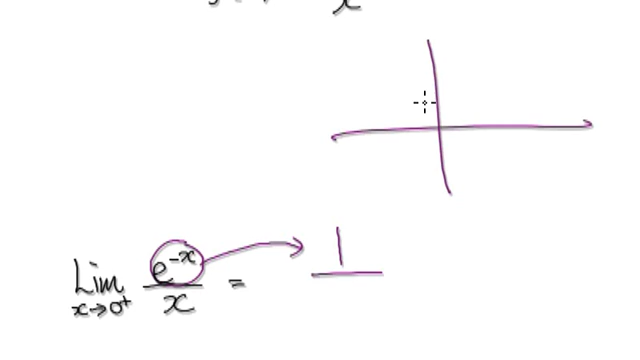 x
Lim x→0⁺ e^{-x}/x = 1/